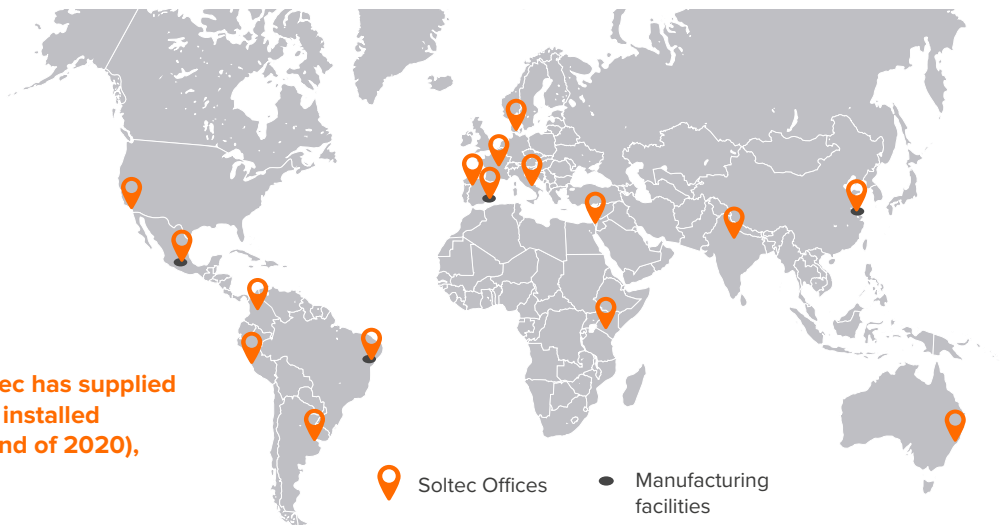 ec has supplied
installed
nd of 2020),
Soltec Offices
Manufacturing
facilities